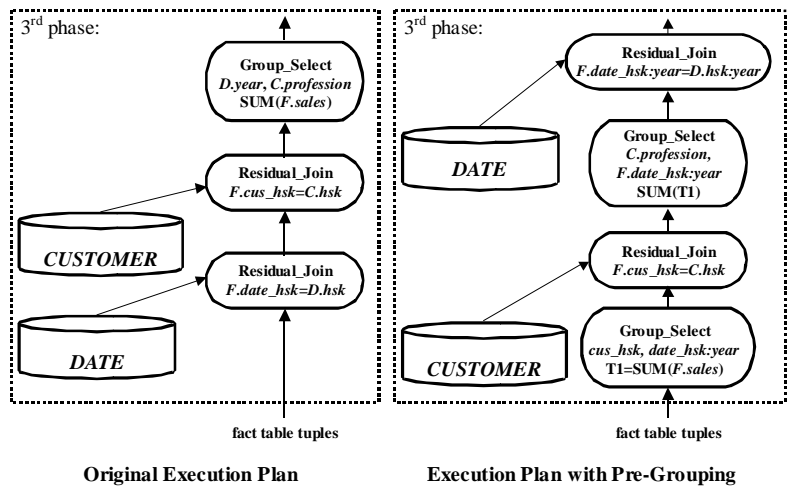 3rd phase:
Group_Select
D.year, C.profession
SUM(F.sales)
Residual_Join
F.cus_hsk=C.hsk
CUSTOMER
Residual_Join
F.date_hsk=D.hsk
DATE
fact table tuples
Original Execution Plan
3rd phase:
Residual_Join
F.date_hsk:year=D.hsk:year
DATE
Group_Select
C.profession,
F.date_hsk:year
SUM(T1)
Residual_Join
F.cus_hsk=C.hsk
CUSTOMER
Group_Select
cus_hsk, date_hsk:year
T1=SUM(F.sales)
fact table tuples
Execution Plan with Pre-Grouping